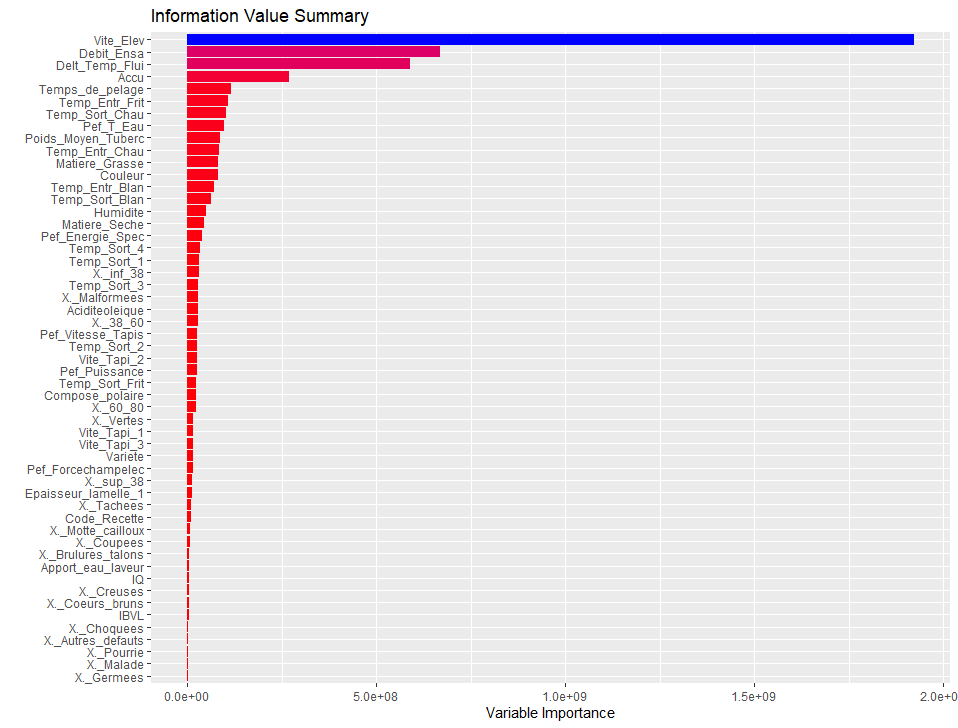 Information Value Summary
Vite_Elev
Debit_Ensa
Delt_Temp_Flui
Accu
Temps_de_pelage
Temp_Entr_Frit
Temp_Sort_Chau
Pef_T_Eau
Poids_Moyen_Tuberc
Temp_Entr_Chau
Matiere_Grasse
Couleur
Temp_Entr_Blan
Temp_Sort_Blan
Humidite
Matiere_Seche
Pef_Energie_Spec
Temp_Sort_4
Temp_Sort_1
X._inf_38
Temp_Sort_3
X._Malformees
Aciditeoleique
X._38_60
Pef_Vitesse_Tapis
Temp_Sort_2
Vite_Tapi_2
Pef_Puissance
Temp_Sort_Frit
Compose_polaire
X._60_80
X._Vertes
Vite_Tapi_1
Vite_Tapi_3
Variete
Pef_Forcechampelec
X._sup_38
Epaisseur_lamelle_1
X._Tachees
Code_Recette
X._Motte_cailloux
X._Coupees
X._Brulures_talons
Apport_eau_laveur
IQ
X._Creuses
X._Coeurs_bruns
IBVL
X._Choquees
X._Autres_defauts
X._Pourrie
X._Malade
X._Germees
0.0e+00 5.0e+08 1.0e+09 1.5e+09 2.0e+0
Variable Importance